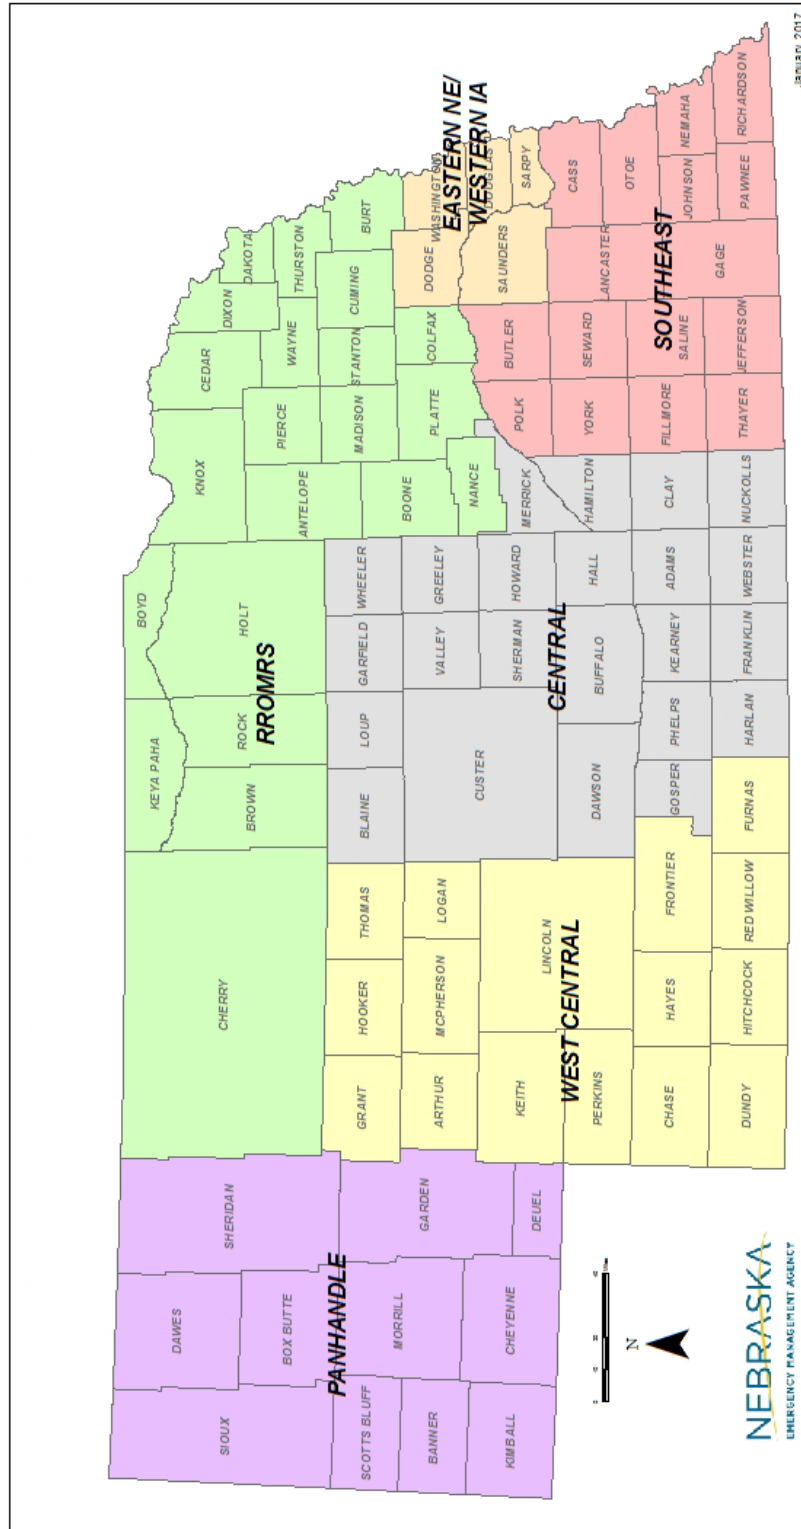 SIOUX
DAWES
SHERIDAN
BOX BUTTE
SCOTTS BLUFF
BANNER
KIMBALL
MORRILL
CHEYENNE
GARDEN
DEUEL
PANHANDLE
CHERRY
KEYA PAHA
BOYD
BROWN
ROCK
HOLT
KNOX
CEDAR
DIXON
DAKOTA
ANTELOPE
PIERCE
WAYNE
THURSTON
BOONE
MADISON
STANTON
CUMING
BURT
NANCE
PLATTE
COLFAX
RROMRS
GRANT
HOOKER
THOMAS
ARTHUR
MCPHERSON
LOGAN
KEITH
LINCOLN
PERKINS
CHASE
HAYES
FRONTIER
DUNDY
HITCHCOCK
RED WILLOW
FURNAS
WEST CENTRAL
BLAINE
LOUP
GARFIELD
WHEELER
CUSTER
VALLEY
GREELEY
SHERMAN
HOWARD
MERRICK
DAWSON
BUFFALO
HALL
HAMILTON
GOSPER
PHELPS
KEARNEY
ADAMS
CLAY
HARLAN
FRANKLIN
WEBSTER
NUCKOLLS
CENTRAL
DODGE
WASHINGTON
DOUGLAS
SAUNDERS
SARPY
EASTERN NE/
WESTERN IA
POLK
BUTLER
YORK
SEWARD
LANCASTER
CASS
OTOE
FILLMORE
SALINE
GAGE
JOHNSON
NEMAHA
THAYER
JEFFERSON
PAWNEE
RICHARDSON
SOUTHEAST
N
NEBRASKA
EMERGENCY MANAGEMENT AGENCY
January 2017